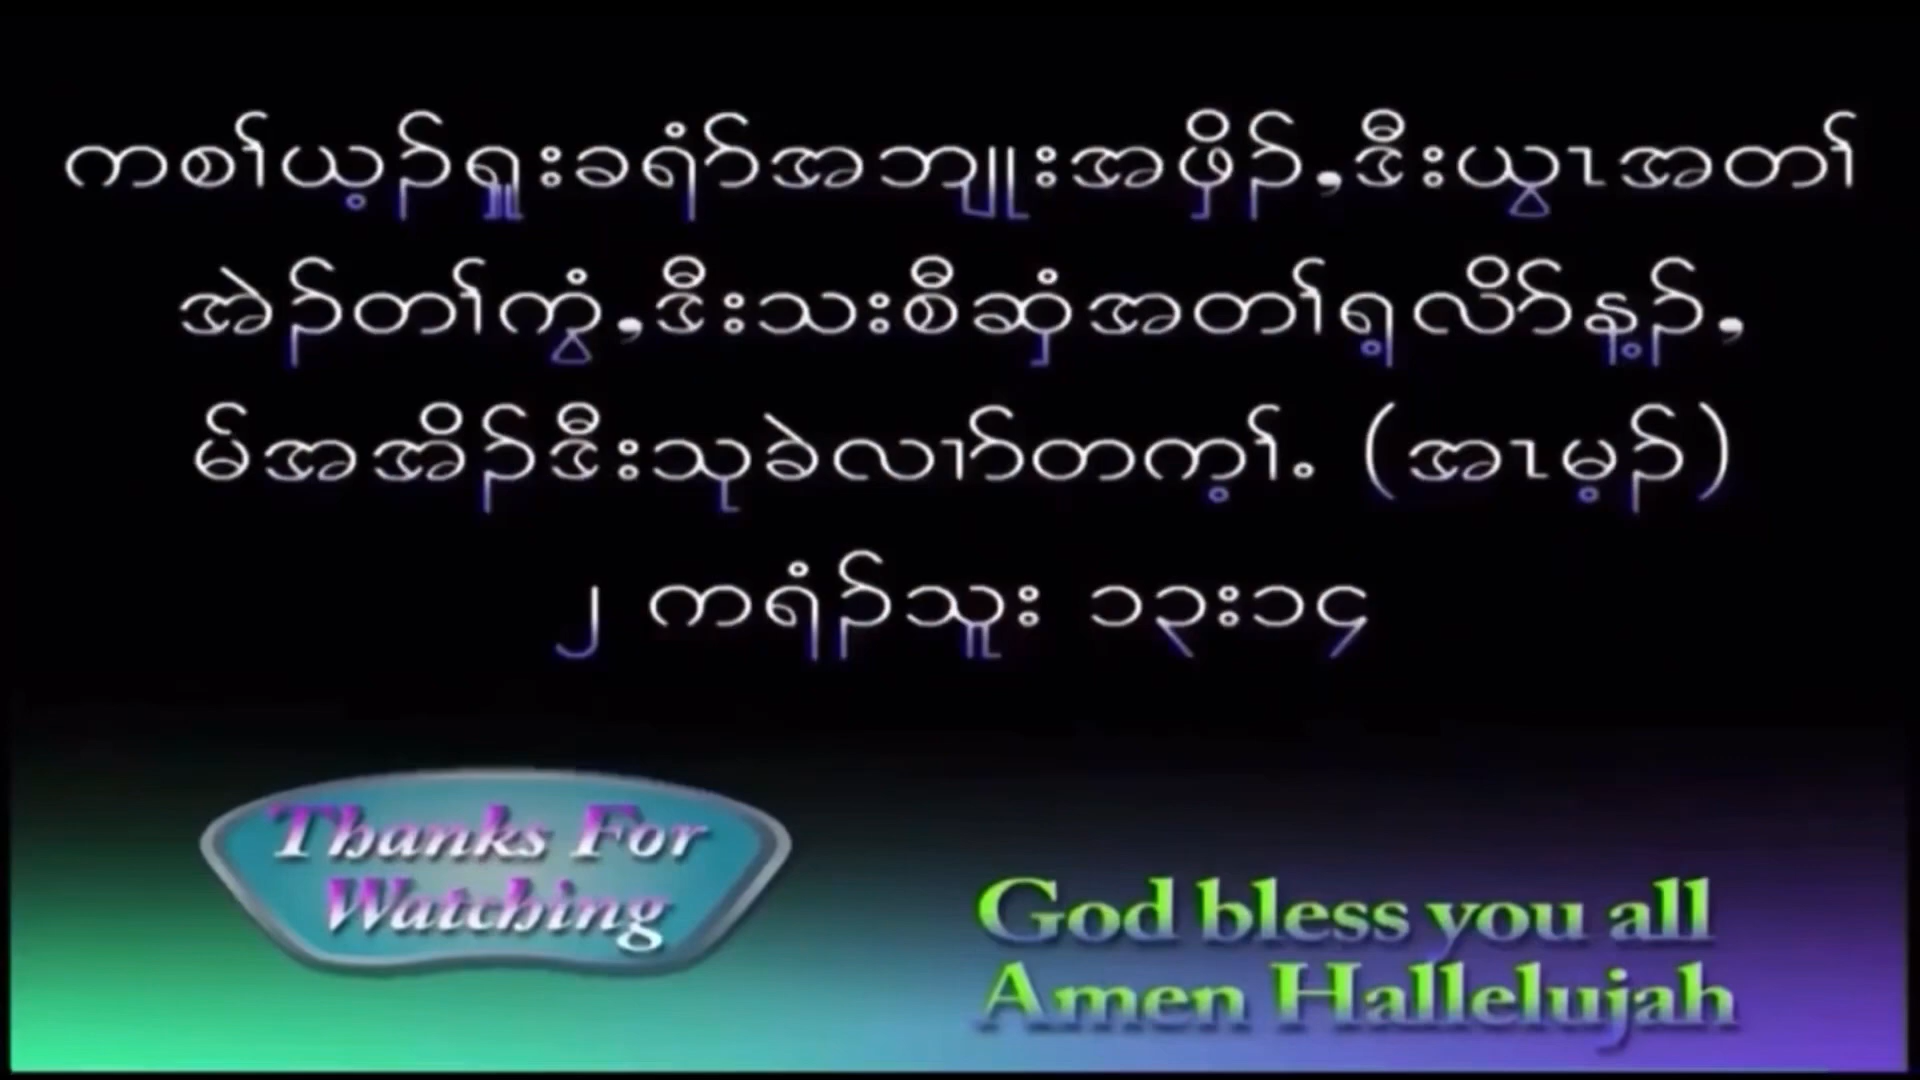 ကစၢ်ယ့ၣ်ရှူးခရံာ်အဘျုးအဖှိၣ်,ဒီးယွၤအတၢ်
အဲၣ်တၢ်ကွံ,ဒီးသးစီဆှံအတၢ်ရ့လိာ်န့ၣ်,
မ်အအိၣ်ဒီးသုခဲလၢာ်တက့ၢ်. (အၤမ့ၣ်)
၂ ကရံၣ်သူး ၁၃း၁၄
Thanks For
Watching
God bless you all
Amen Hallelujah